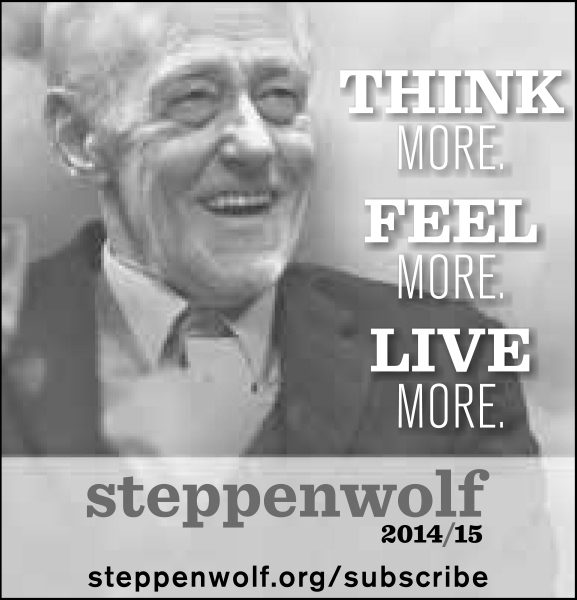 THINK
MORE.
FEEL
MORE.
LIVE
MORE.
steppenwolf
2014/15
steppenwolf.org/subscribe